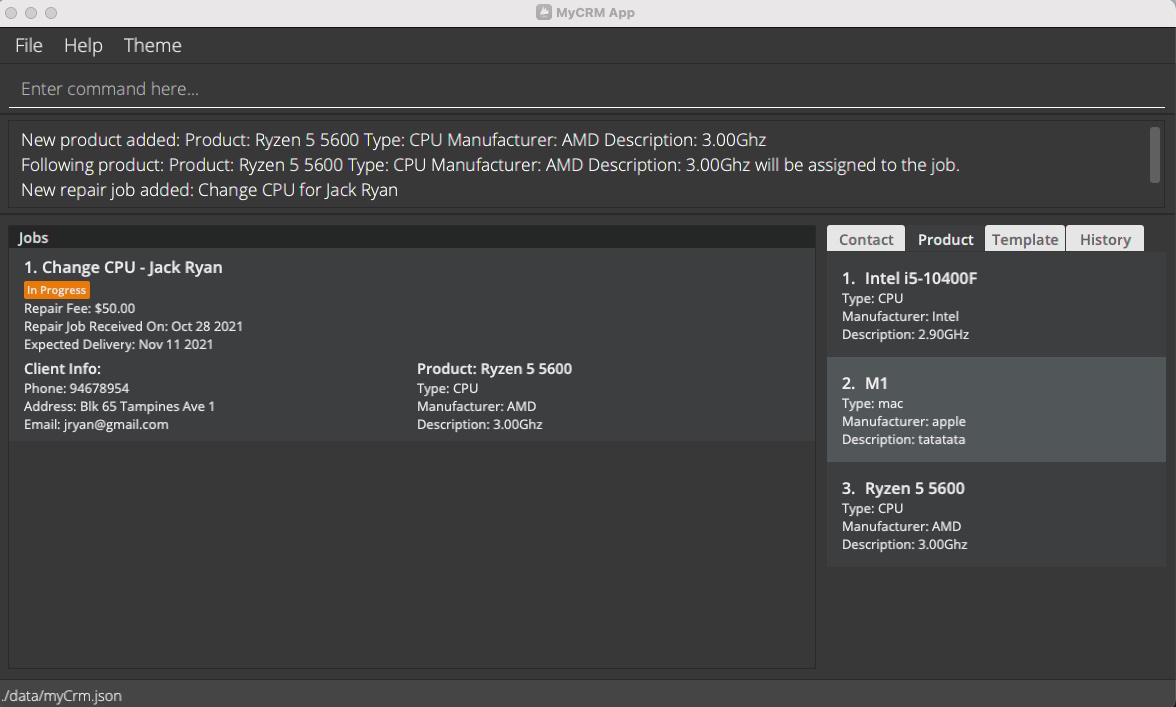 MyCRM App
File Help Theme
Enter command here...
New product added: Product: Ryzen 5 5600 Type: CPU Manufacturer: AMD Description: 3.00Ghz
Following product: Product: Ryzen 5 5600 Type: CPU Manufacturer: AMD Description: 3.00Ghz will be assigned to the job.
New repair job added: Change CPU for Jack Ryan
Jobs
1. Change CPU - Jack Ryan
In Progress
Repair Fee: $50.00
Repair Job Received On: Oct 28 2021
Expected Delivery: Nov 11 2021
Client Info:
Phone: 94678954
Address: Blk 65 Tampines Ave 1
Email: jryan@gmail.com
Product: Ryzen 5 5600
Type: CPU
Manufacturer: AMD
Description: 3.00Ghz
Contact Product Template History
1. Intel i5-10400F
Type: CPU
Manufacturer: Intel
Description: 2.90GHz
2. M1
Type: mac
Manufacturer: apple
Description: tatatata
3. Ryzen 5 5600
Type: CPU
Manufacturer: AMD
Description: 3.00Ghz
./data/myCrm.json